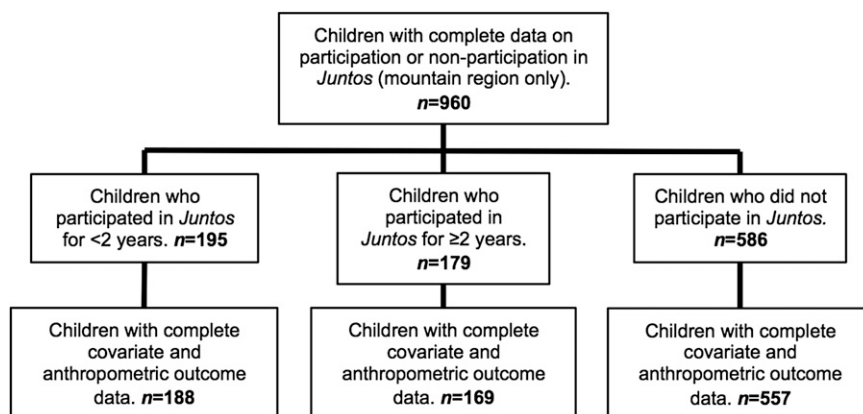 Children with complete data on
participation or non-participation in
Juntos (mountain region only).
n=960
Children who
participated in Juntos
for <2 years. n=195
Children who
participated in
Juntos for ≥2 years.
n=179
Children who did not
participate in Juntos.
n=586
Children with complete
covariate and
anthropometric outcome
data. n=188
Children with complete
covariate and
anthropometric outcome
data. n=169
Children with complete
covariate and
anthropometric outcome
data. n=557